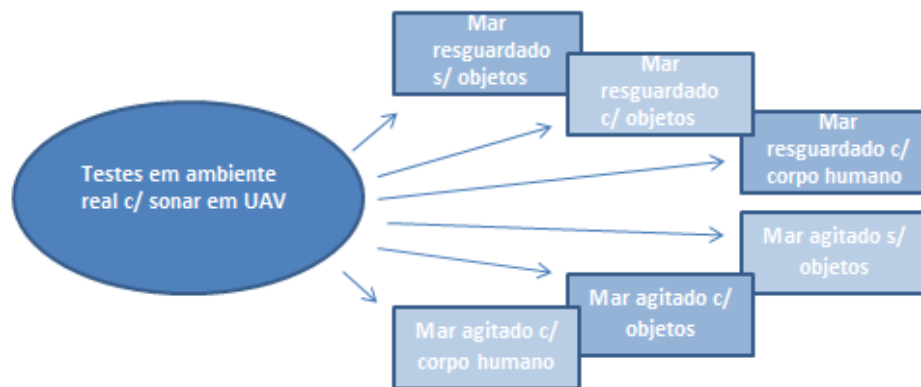 Mar
resguardado
s/ objetos
Mar
resguardado
c/ objetos
Mar
resguardado c/
corpo humano
Testes em ambiente
real c/ sonar em UAV
Mar agitado s/
objetos
Mar agitado c/
objetos
Mar agitado c/
corpo humano